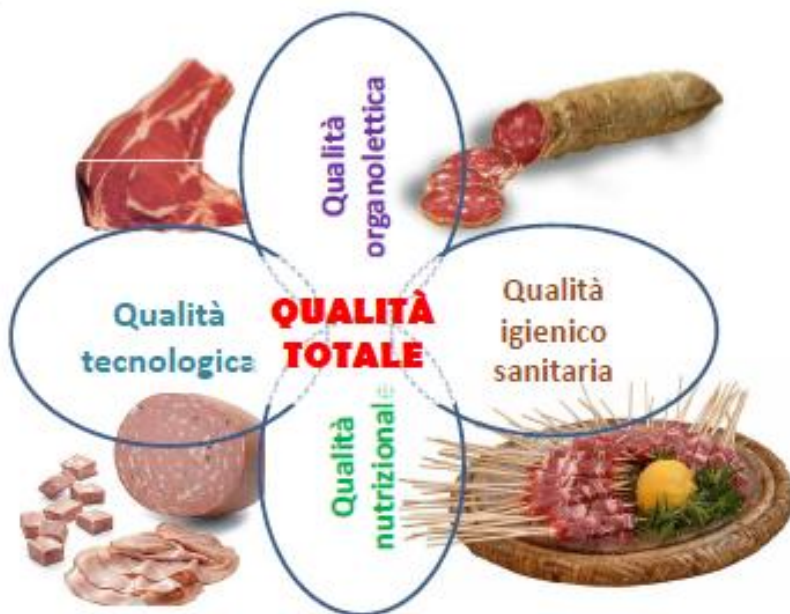 Qualità
organolettica
Qualità
tecnologica
QUALITÀ
TOTALE
Qualità
igienico
sanitaria
Qualità
nutrizionale